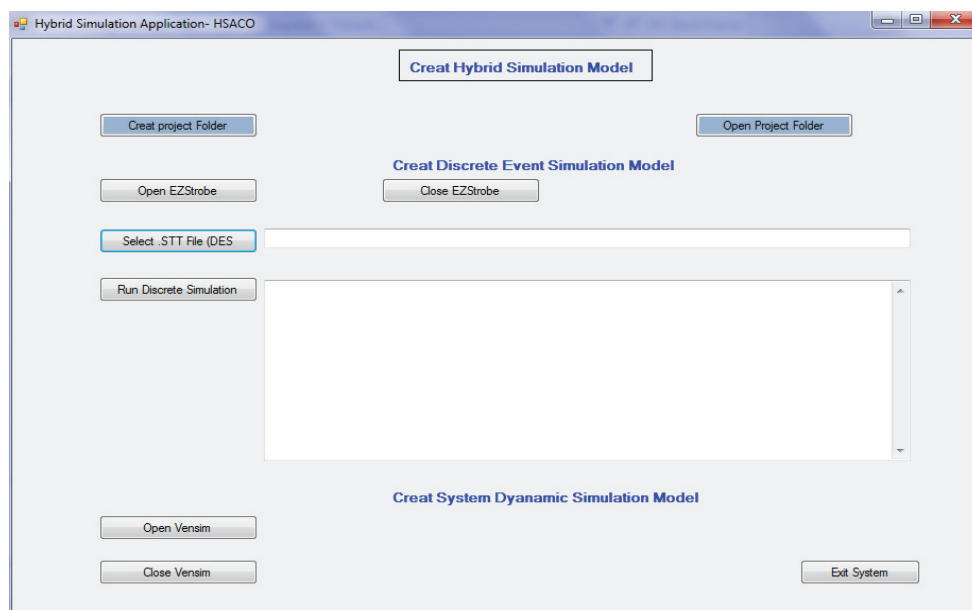 Hybrid Simulation Application- HSACO
Creat Hybrid Simulation Model
Creat project Folder
Open Project Folder
Creat Discrete Event Simulation Model
Open EZStrobe
Close EZStrobe
Select .STT File (DES
Run Discrete Simulation
Creat System Dyanamic Simulation Model
Open Vensim
Close Vensim
Exit System